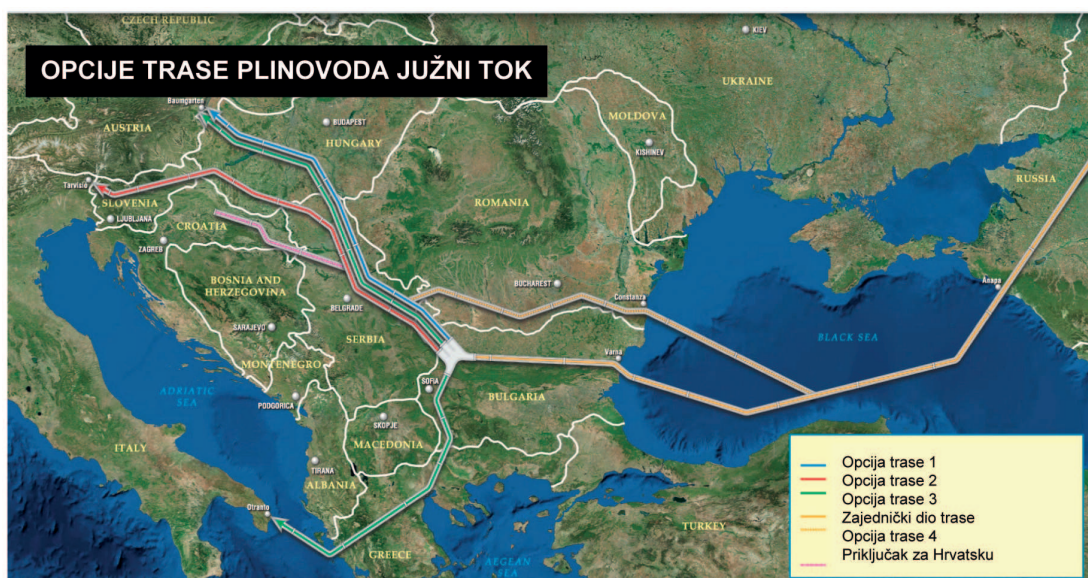 CZECH REPUBLIC
KIEV
OPCIJE TRASE PLINOVODA JUŽNI TOK
UKRAINE
Baumgarten
AUSTRIA
BUDAPEST
HUNGARY
MOLDOVA
KISHINEV
Tarvisio
SLOVENIA
LJUBLJANA
ROMANIA
RUSSIA
CROATIA
ZAGREB
BOSNIA AND
HERZEGOVINA
BELGRADE
BUCHAREST
Constanza
Anapa
SARAJEVO
SERBIA
BLACK SEA
MONTENEGRO
Varna
SOFIA
ADRIATIC
SEA
PODGORICA
BULGARIA
SKOPJE
MACEDONIA
ITALY
TIRANA
ALBANIA
Otranto
GREECE
AEGEAN
SEA
TURKEY
Opcija trase 1
Opcija trase 2
Opcija trase 3
Zajednički dio trase
Opcija trase 4
Priključak za Hrvatsku